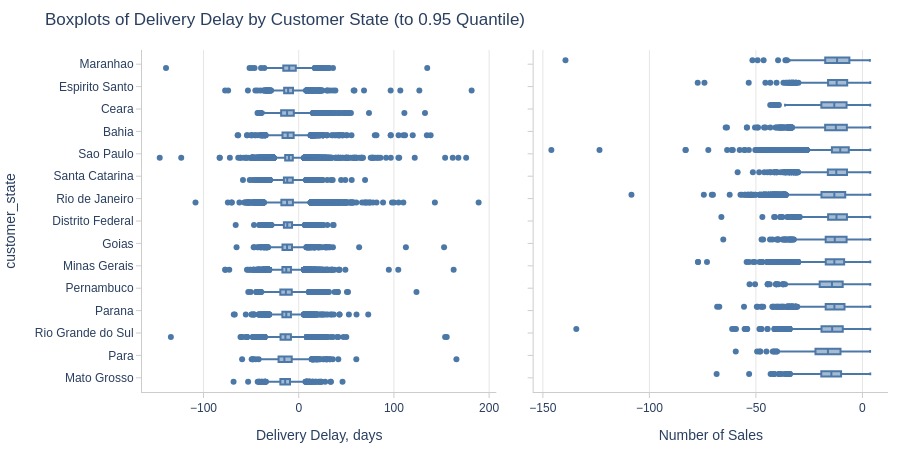 Boxplots of Delivery Delay by Customer State (to 0.95 Quantile)
customer_state
Maranhao
Espirito Santo
Ceara
Bahia
Sao Paulo
Santa Catarina
Rio de Janeiro
Distrito Federal
Goias
Minas Gerais
Pernambuco
Parana
Rio Grande do Sul
Para
Mato Grosso
−100 0 100 200
−150 −100 −50 0
Delivery Delay, days
Number of Sales